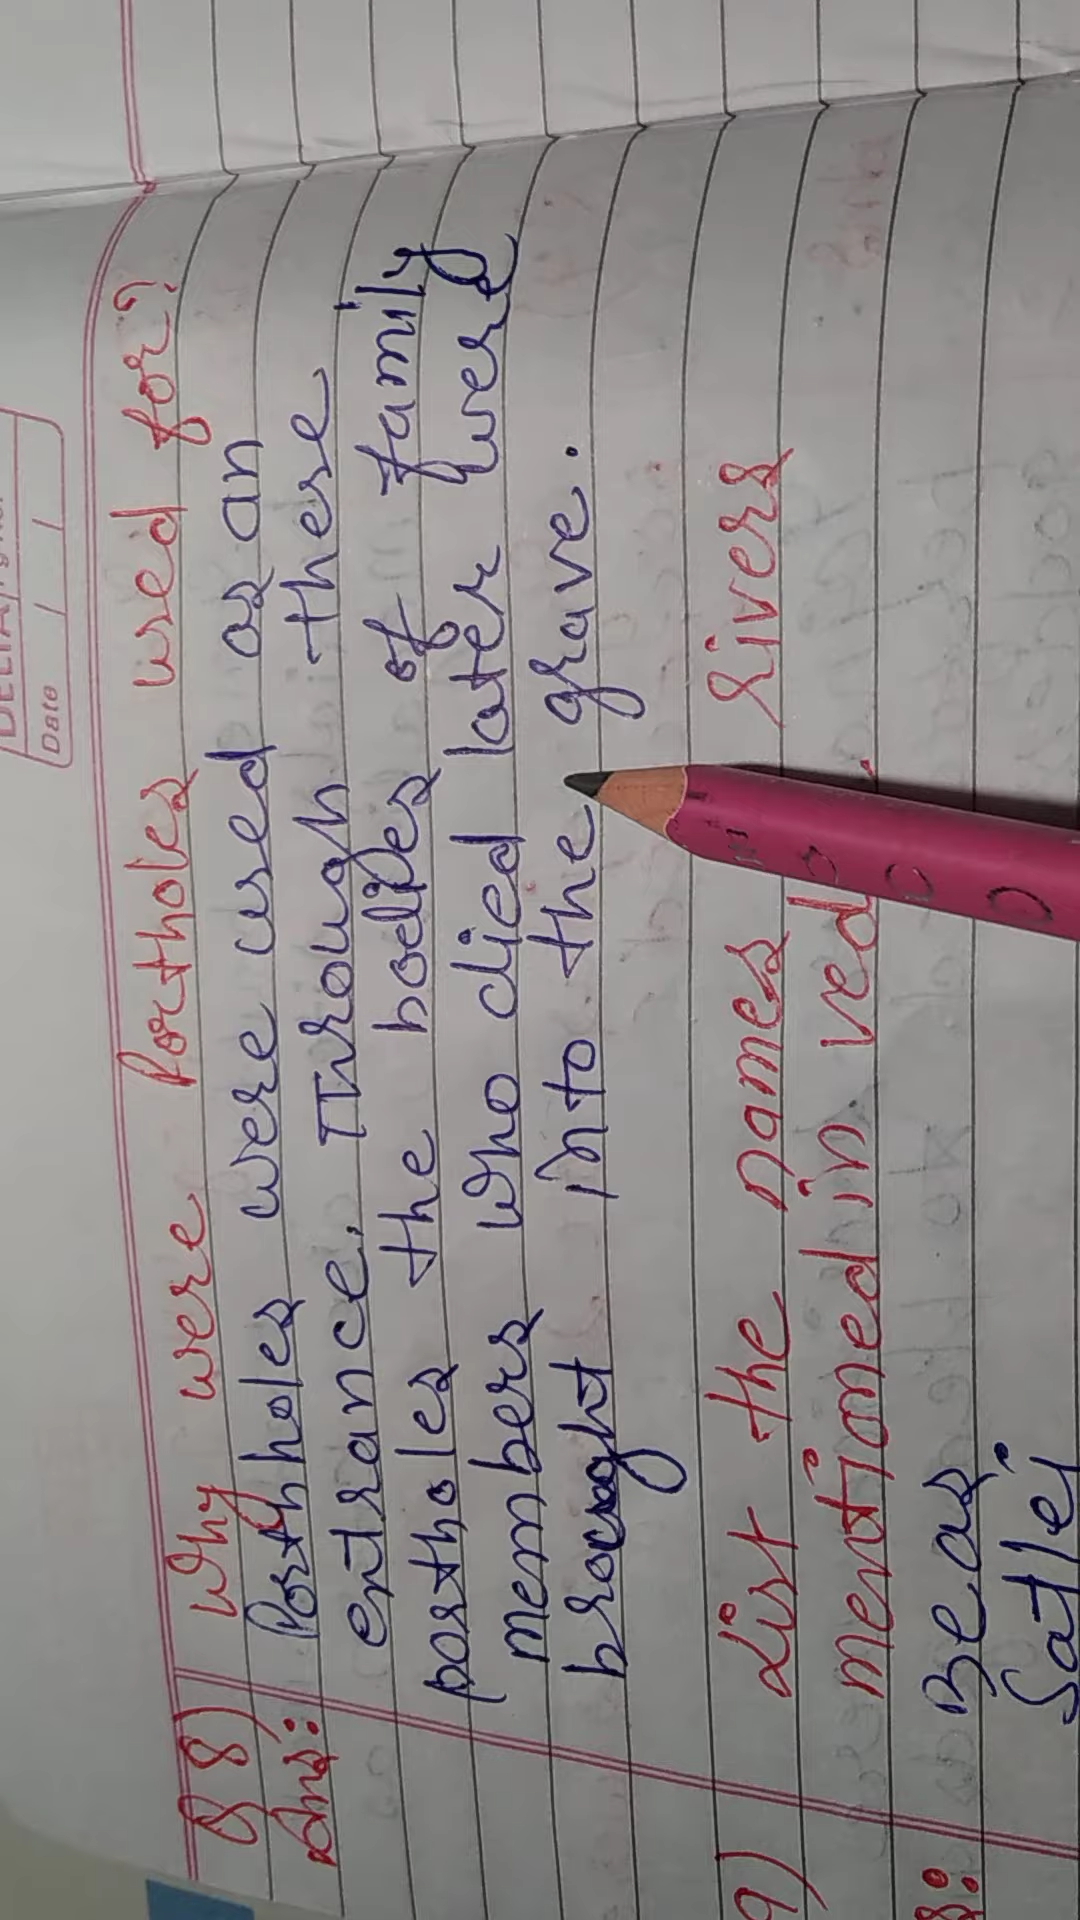 Date
Q8) Why were Portholes used for?
Ans: Portholes were used as an
entrance. Through these
portholes the bodies of family
members who died later were
brought into the grave.
9) List the names rivers
mentioned in ved
s: Beas
Satlej